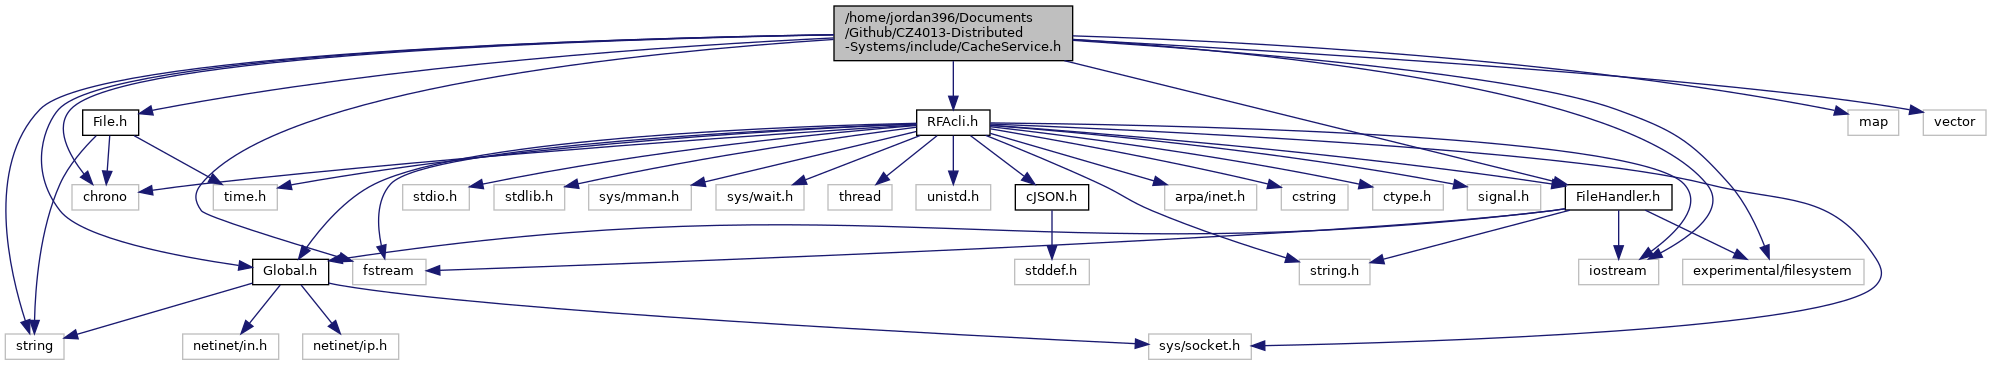 /home/jordan396/Documents
/Github/CZ4013-Distributed
-Systems/include/CacheService.h
File.h
RFAcli.h
map
vector
chrono
time.h
stdio.h
stdlib.h
sys/mman.h
sys/wait.h
thread
unistd.h
cJSON.h
arpa/inet.h
cstring
ctype.h
signal.h
FileHandler.h
Global.h
fstream
stddef.h
string.h
iostream
experimental/filesystem
string
netinet/in.h
netinet/ip.h
sys/socket.h